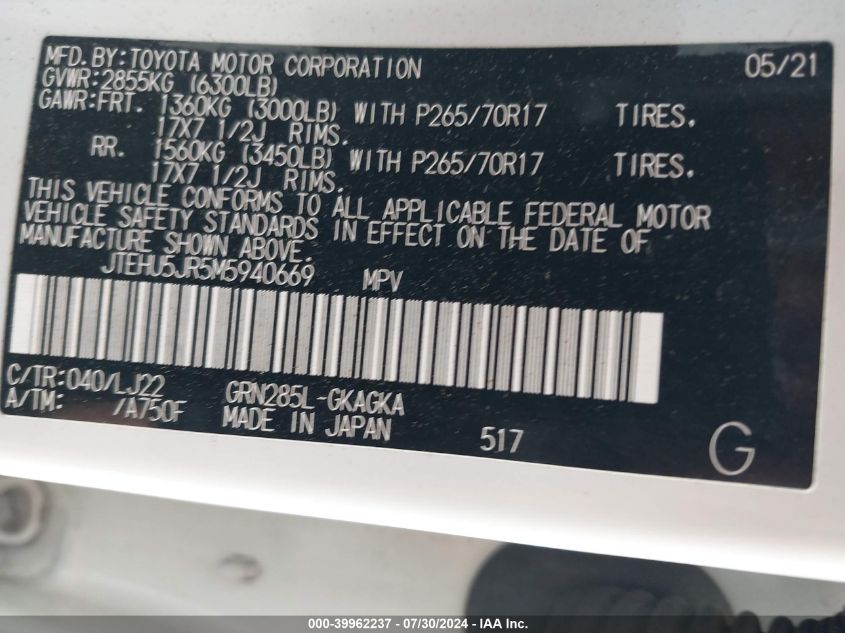 MFD.BY:TOYOTA MOTOR CORPORATION 05/21
GVWR:2855KG (6300LB)
GAWR:FRT. 1360KG (3000LB) WITH P265/70R17 TIRES.
17X7 1/2J RIMS.
RR. 1560KG (3450LB) WITH P265/70R17 TIRES.
17X7 1/2J RIMS.
THIS VEHICLE CONFORMS TO ALL APPLICABLE FEDERAL MOTOR
VEHICLE SAFETY STANDARDS IN EFFECT ON THE DATE OF
MANUFACTURE SHOWN ABOVE.
JTEHU5JR5M5940669 MPV
C/TR:040/LJ22 GRN285L-GKAGKA
A/TM: /A750F MADE IN JAPAN 517 G
000-39962237 - 07/30/2024 - IAA, Inc.